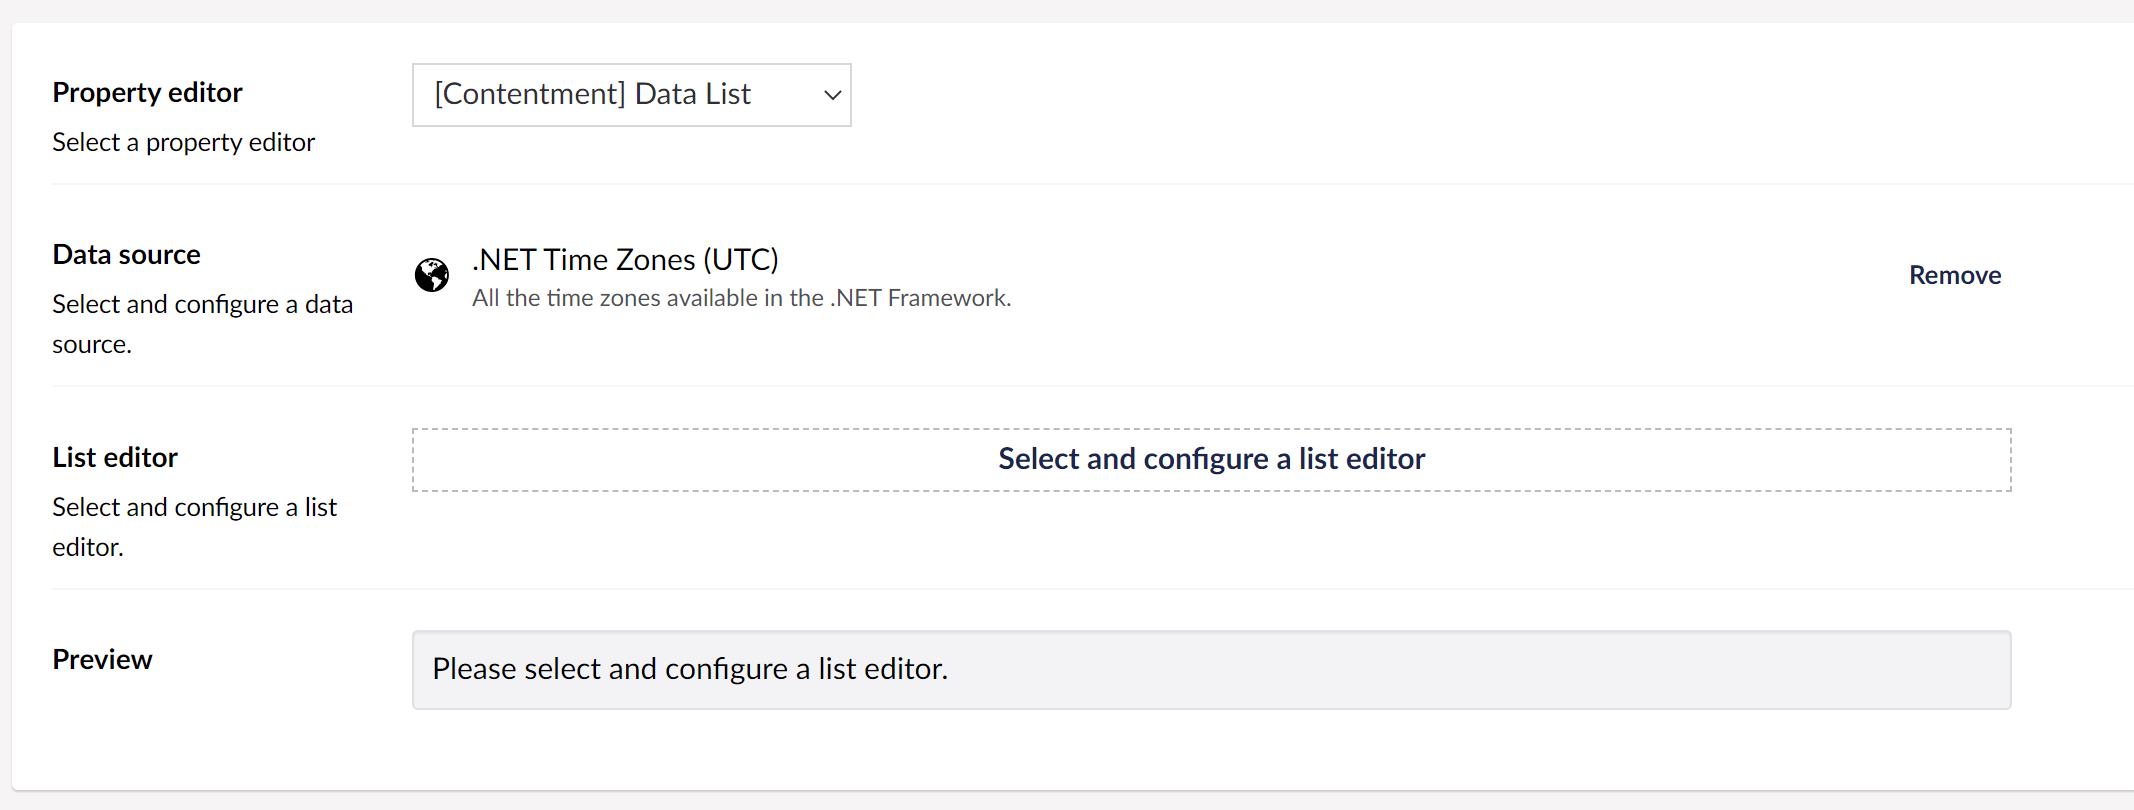 Property editor
Select a property editor
[Contentment] Data List
Data source
Select and configure a data
source.
.NET Time Zones (UTC)
All the time zones available in the .NET Framework.
Remove
List editor
Select and configure a list
editor.
Select and configure a list editor
Preview
Please select and configure a list editor.